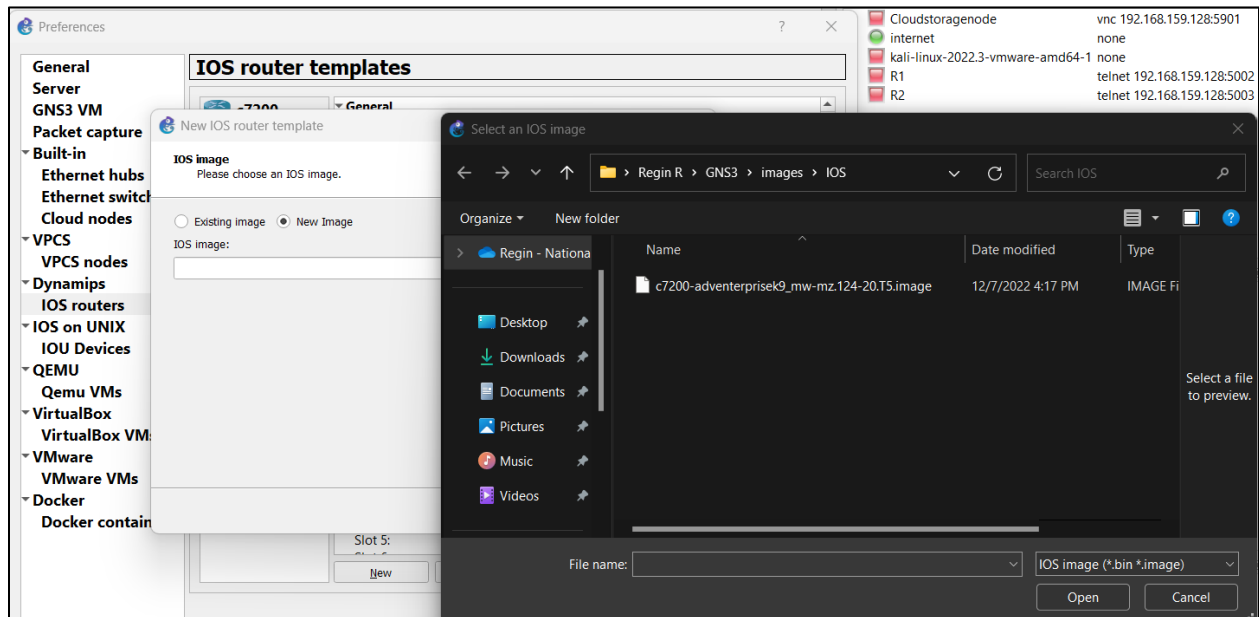 Preferences
General
Server
GNS3 VM
Packet capture
Built-in
Ethernet hubs
Ethernet switch
Cloud nodes
VPCS
VPCS nodes
Dynamips
IOS routers
IOS on UNIX
IOU Devices
QEMU
Qemu VMs
VirtualBox
VirtualBox VMs
VMware
VMware VMs
Docker
Docker contain
IOS router templates
c7200
General
Slot 5:
New
New IOS router template
IOS image
Please choose an IOS image.
Existing image New Image
IOS image:
Select an IOS image
Regin R > GNS3 > images > IOS
Search IOS
Organize New folder
Regin - Nationa
Desktop
Downloads
Documents
Pictures
Music
Videos
Name Date modified Type
c7200-adventerprisek9_mw-mz.124-20.T5.image 12/7/2022 4:17 PM IMAGE Fi
Select a file
to preview.
File name: IOS image (*.bin *.image)
Open Cancel
Cloudstoragenode vnc 192.168.159.128:5901
internet none
kali-linux-2022.3-vmware-amd64-1 none
R1 telnet 192.168.159.128:5002
R2 telnet 192.168.159.128:5003